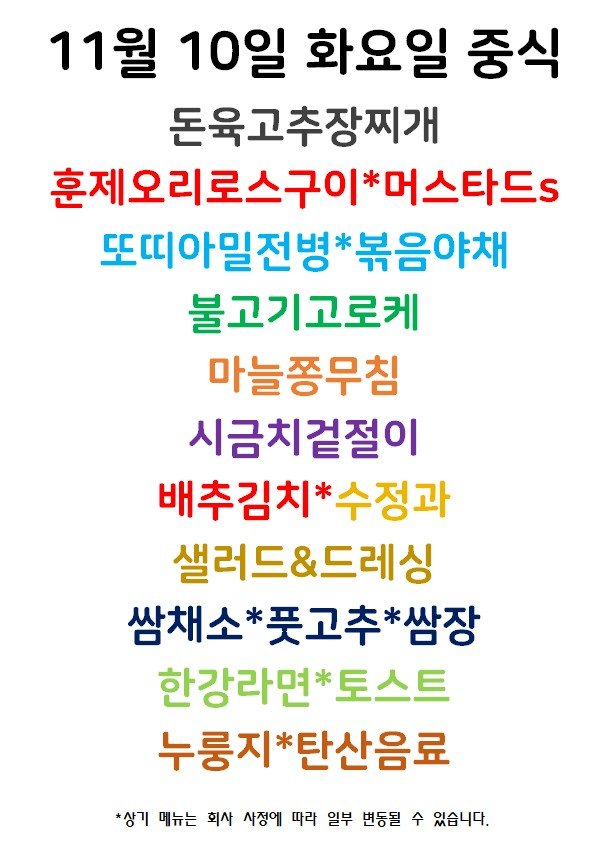 11월 10일 화요일 중식
돈육고추장찌개
훈제오리로스구이*머스타드s
또띠아밀전병*볶음야채
불고기고로케
마늘쫑무침
시금치겉절이
배추김치*수정과
샐러드&드레싱
쌈채소*풋고추*쌈장
한강라면*토스트
누룽지*탄산음료
*상기 메뉴는 회사 사정에 따라 일부 변동될 수 있습니다.